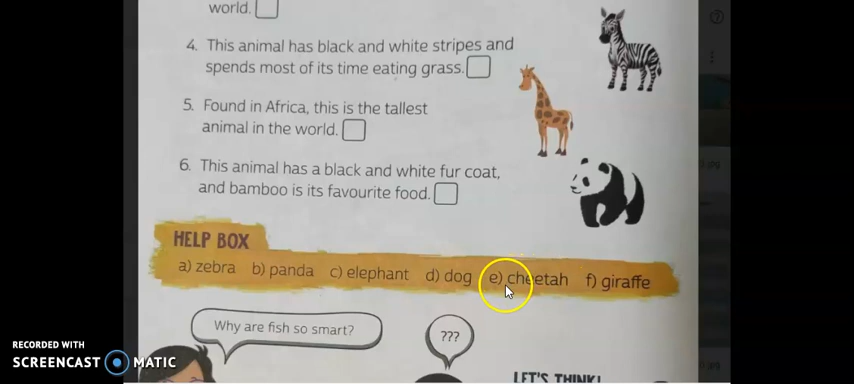 world.
4. This animal has black and white stripes and
spends most of its time eating grass.
5. Found in Africa, this is the tallest
animal in the world.
6. This animal has a black and white fur coat,
and bamboo is its favourite food.
HELP BOX
a) zebra b) panda c) elephant d) dog e) cheetah f) giraffe
Why are fish so smart?
???
LET'S THINK!
RECORDED WITH
SCREENCAST MATIC